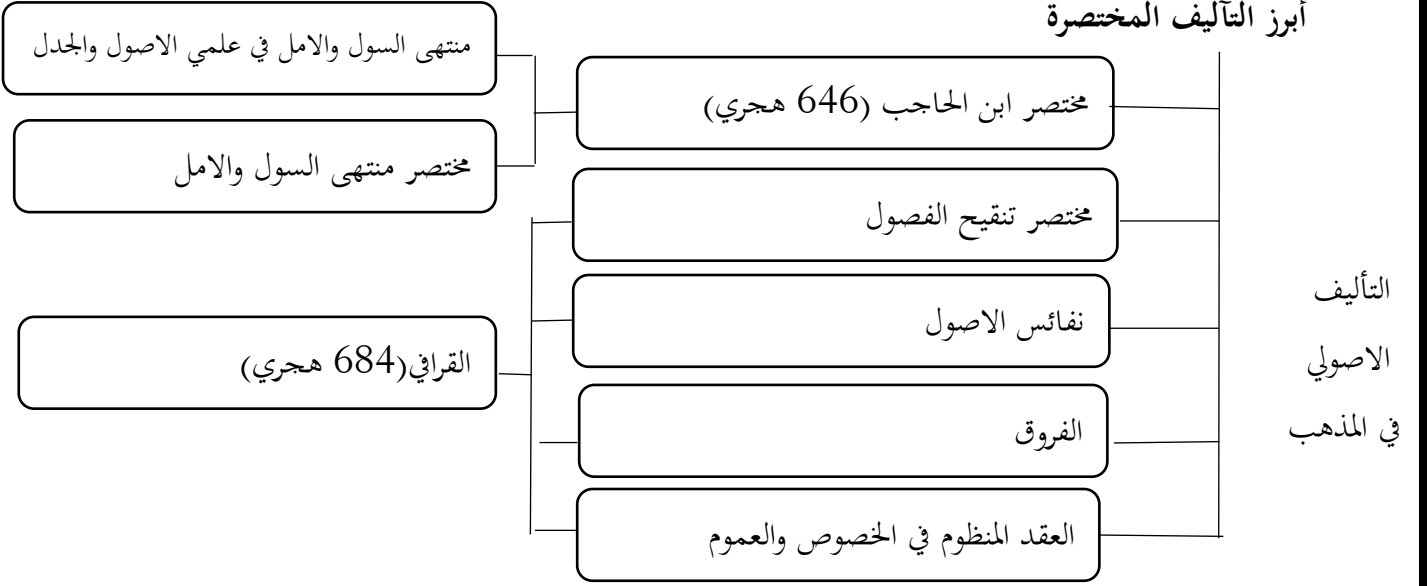 أبرز التآليف المختصرة
منتهى السول والامل في علمي الاصول والجدل
مختصر ابن الحاجب (646 هجري)
مختصر منتهى السول والامل
مختصر تنقيح الفصول
التأليف
نفائس الاصول
الاصولي
القرافي(684 هجري)
في المذهب
الفروق
العقد المنظوم في الخصوص والعموم